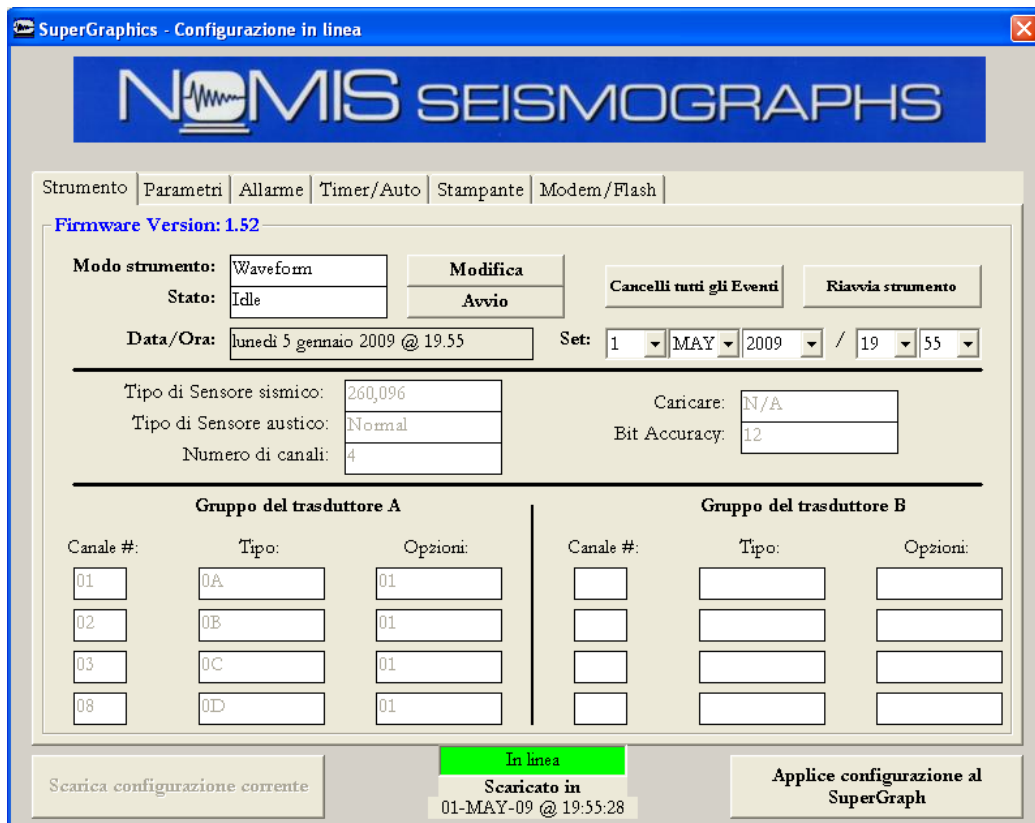 SuperGraphics - Configurazione in linea
NOMIS SEISMOGRAPHS
Strumento Parametri Allarme Timer/Auto Stampante Modem/Flash
Firmware Version: 1.52
Modo strumento: Waveform Modifica
Stato: Idle Avvio
Cancelli tutti gli Eventi Riavvia strumento
Data/Ora: lunedì 5 gennaio 2009 @ 19.55 Set: 1 MAY 2009 / 19 55
Tipo di Sensore sismico: 260,096
Tipo di Sensore austico: Normal
Numero di canali: 4
Caricare: N/A
Bit Accuracy: 12
Gruppo del trasduttore A
Canale #: Tipo: Opzioni:
01 0A 01
02 0B 01
03 0C 01
08 0D 01
Gruppo del trasduttore B
Canale #: Tipo: Opzioni:
Scarica configurazione corrente
In linea
Scaricato in
01-MAY-09 @ 19:55:28
Applice configurazione al
SuperGraph